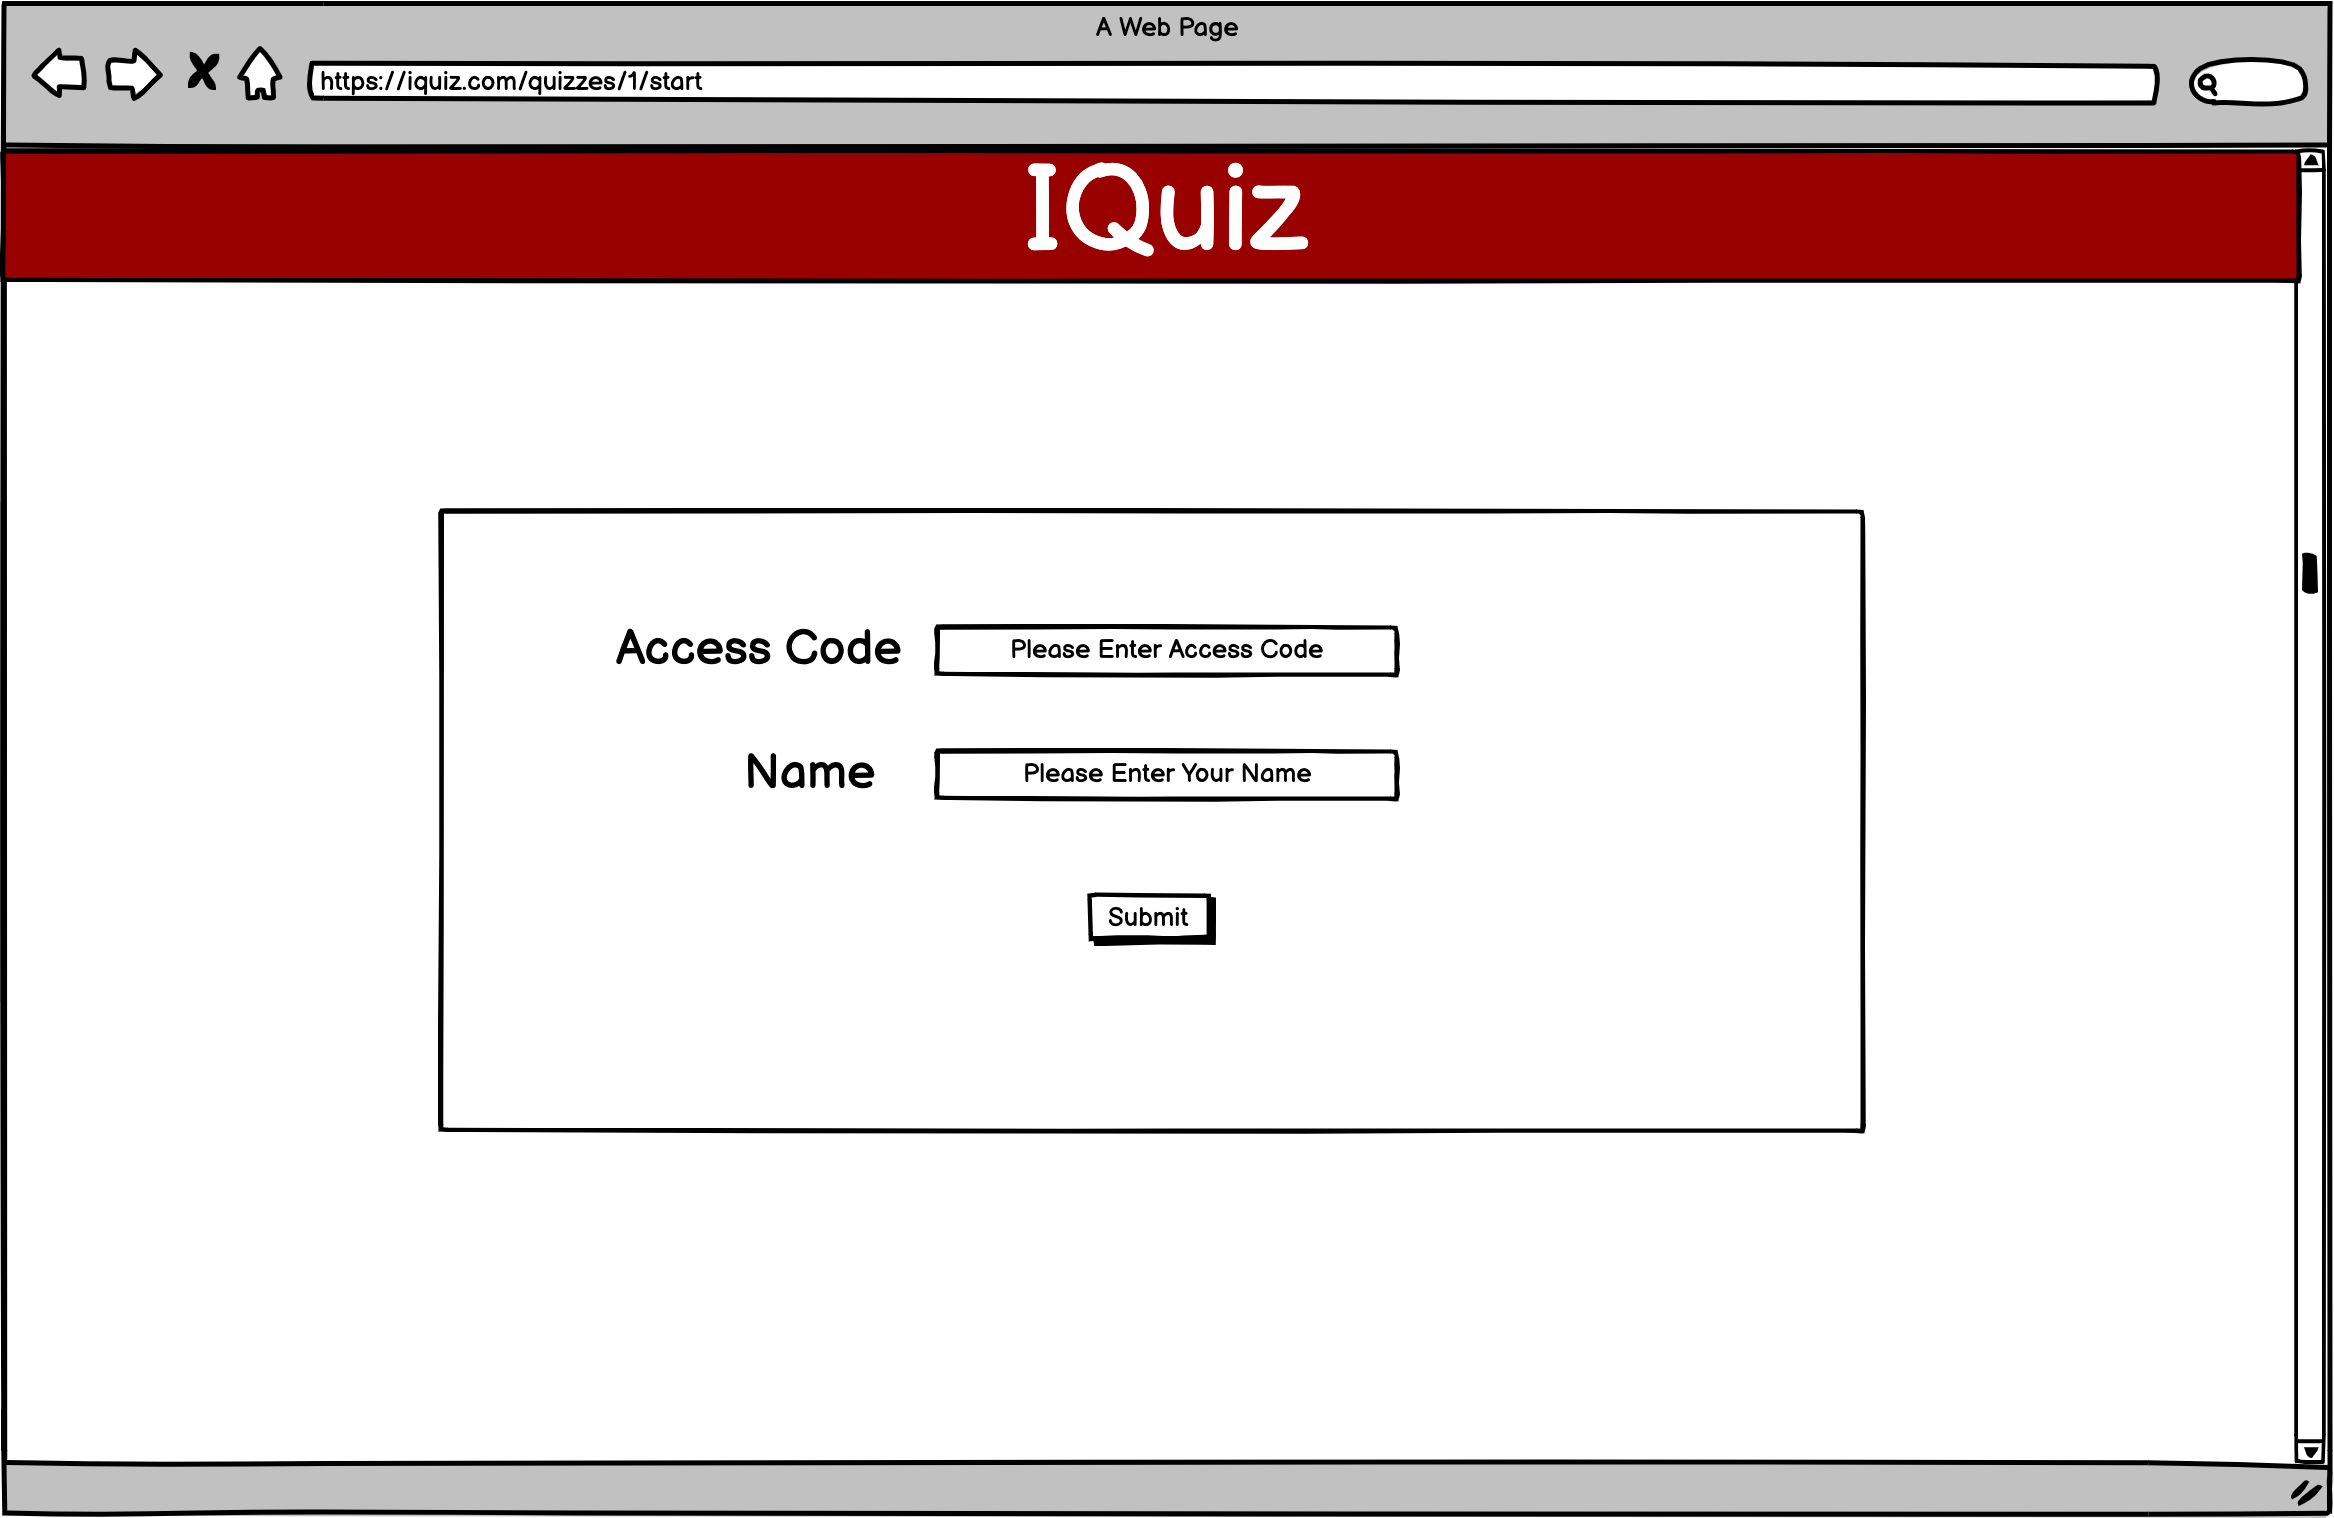 A Web Page
https://iquiz.com/quizzes/1/start
IQuiz
Access Code
Please Enter Access Code
Name
Please Enter Your Name
Submit